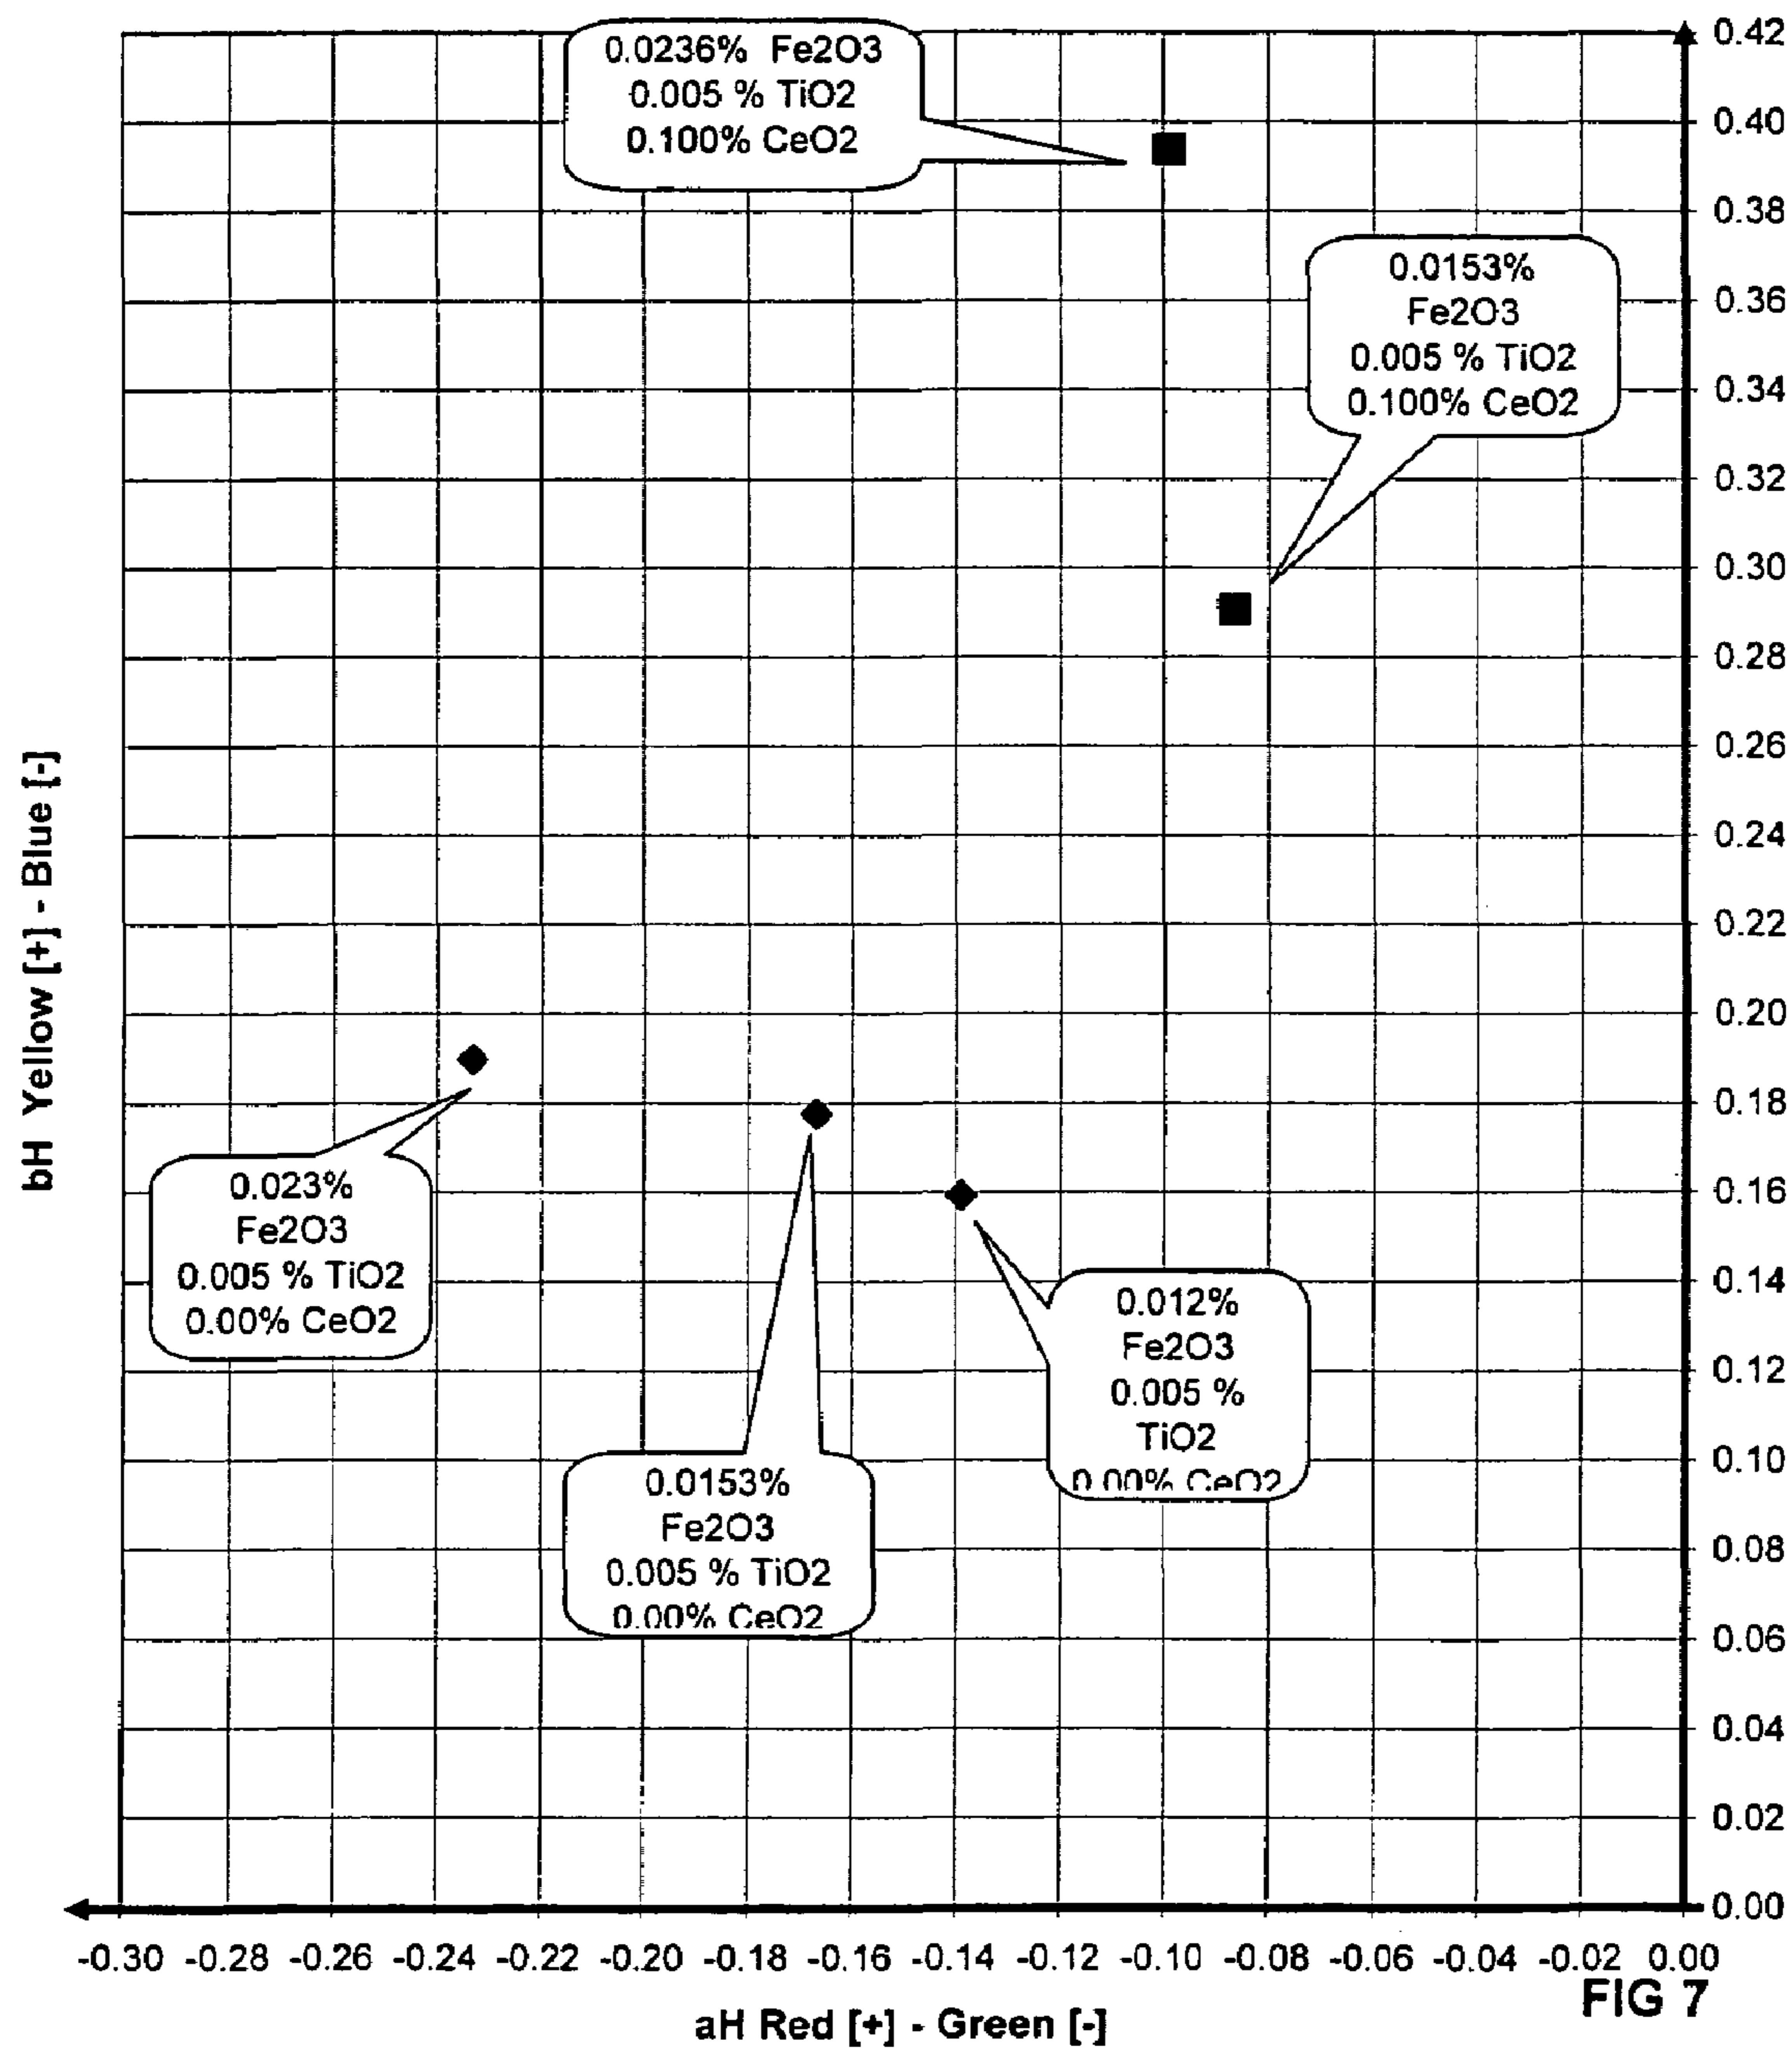 0.0236% Fe2O3
0.005 % TiO2
0.100% CeO2
0.0153%
Fe2O3
0.005 % TiO2
0.100% CeO2
0.023%
Fe2O3
0.005 % TiO2
0.00% CeO2
0.0153%
Fe2O3
0.005 % TiO2
0.00% CeO2
0.012%
Fe2O3
0.005 %
TiO2
0.00% CeO2
0.42
0.40
0.38
0.36
0.34
0.32
0.30
0.28
0.26
0.24
0.22
0.20
0.18
0.16
0.14
0.12
0.10
0.08
0.06
0.04
0.02
0.00
bH Yellow [+] - Blue [-]
-0.30 -0.28 -0.26 -0.24 -0.22 -0.20 -0.18 -0.16 -0.14 -0.12 -0.10 -0.08 -0.06 -0.04 -0.02 0.00
aH Red [+] - Green [-]
FIG 7